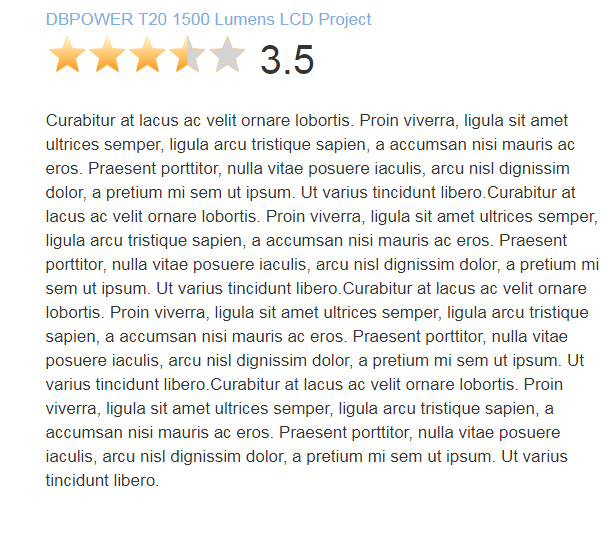 DBPOWER T20 1500 Lumens LCD Project
3.5
Curabitur at lacus ac velit ornare lobortis. Proin viverra, ligula sit amet
ultrices semper, ligula arcu tristique sapien, a accumsan nisi mauris ac
eros. Praesent porttitor, nulla vitae posuere iaculis, arcu nisl dignissim
dolor, a pretium mi sem ut ipsum. Ut varius tincidunt libero.Curabitur at
lacus ac velit ornare lobortis. Proin viverra, ligula sit amet ultrices semper,
ligula arcu tristique sapien, a accumsan nisi mauris ac eros. Praesent
porttitor, nulla vitae posuere iaculis, arcu nisl dignissim dolor, a pretium mi
sem ut ipsum. Ut varius tincidunt libero.Curabitur at lacus ac velit ornare
lobortis. Proin viverra, ligula sit amet ultrices semper, ligula arcu tristique
sapien, a accumsan nisi mauris ac eros. Praesent porttitor, nulla vitae
posuere iaculis, arcu nisl dignissim dolor, a pretium mi sem ut ipsum. Ut
varius tincidunt libero.Curabitur at lacus ac velit ornare lobortis. Proin
viverra, ligula sit amet ultrices semper, ligula arcu tristique sapien, a
accumsan nisi mauris ac eros. Praesent porttitor, nulla vitae posuere
iaculis, arcu nisl dignissim dolor, a pretium mi sem ut ipsum. Ut varius
tincidunt libero.